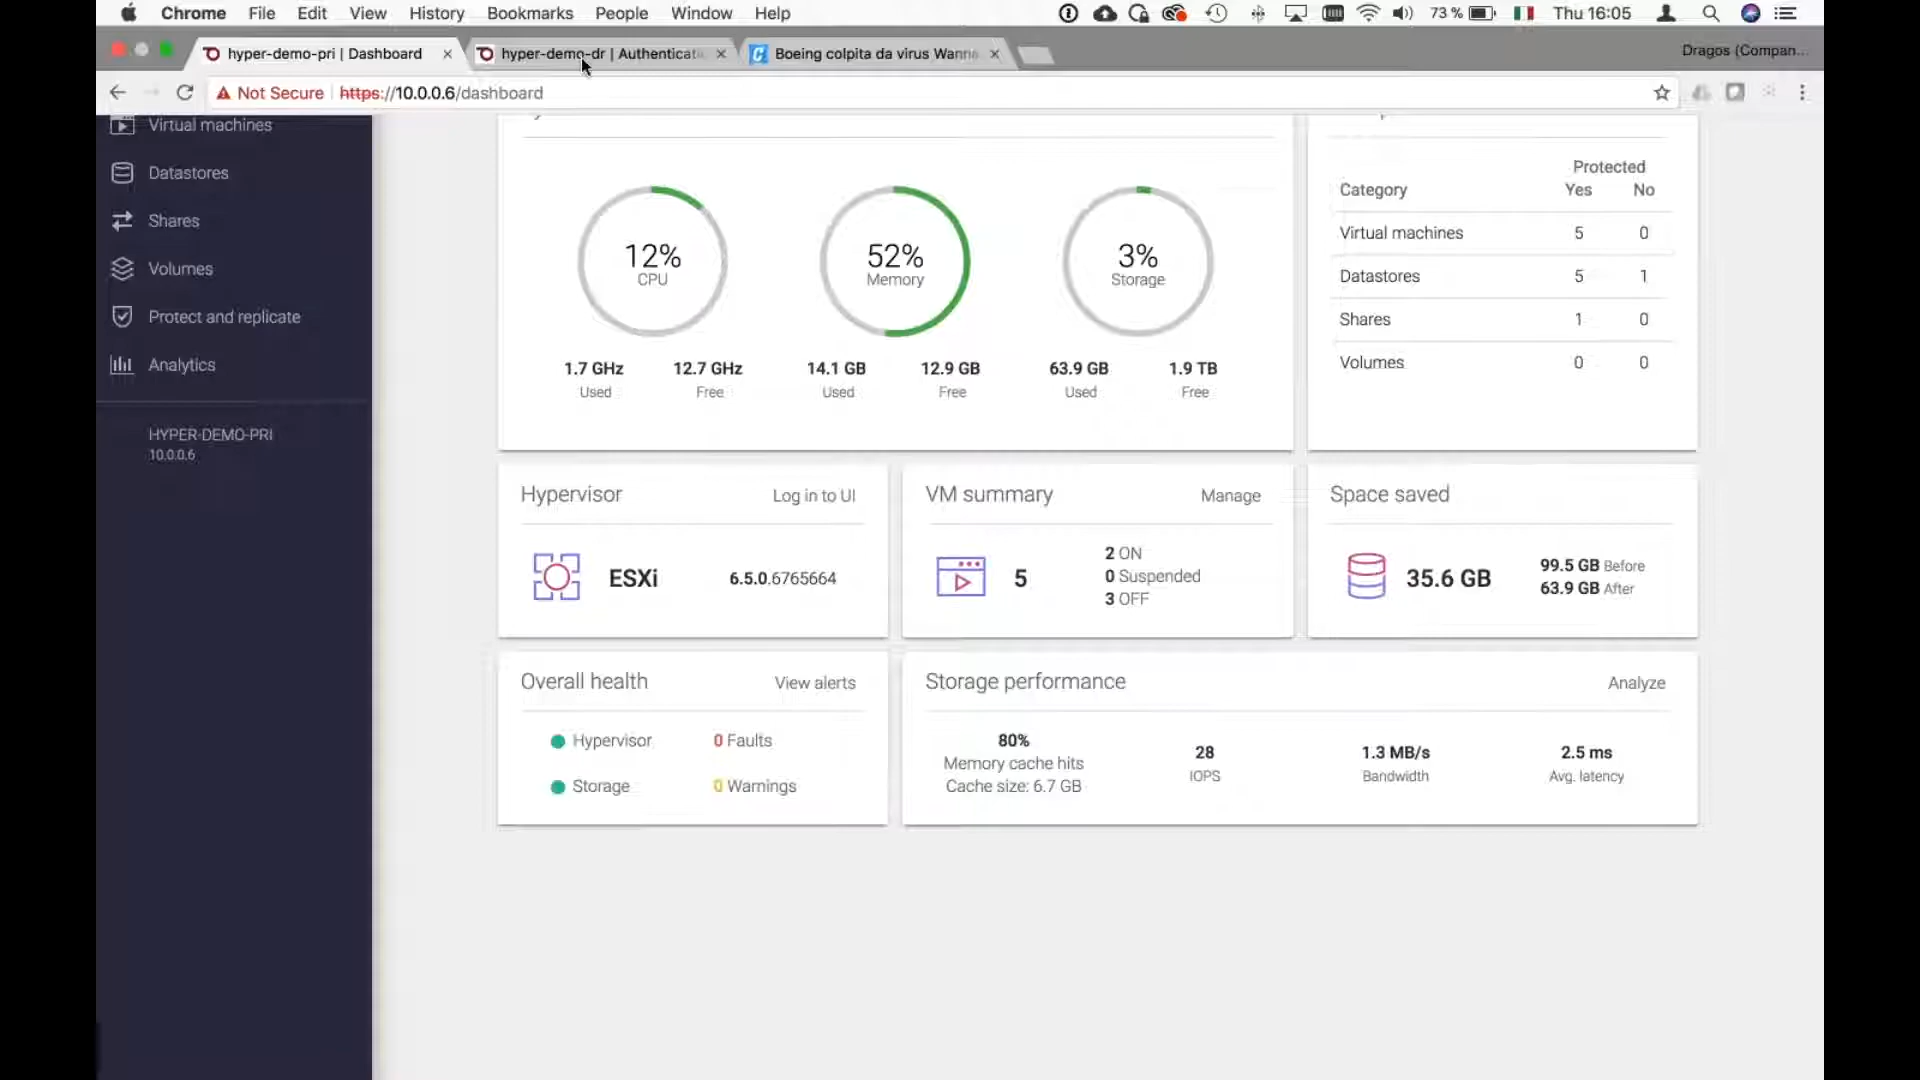 Chrome File Edit View History Bookmarks People Window Help 73 % Thu 16:05
hyper-demo-pri | Dashboard hyper-demo-dr | Authenticati Boeing colpita da virus Wanna Dragos (Compan...
Not Secure https://10.0.0.6/dashboard
Virtual machines
Datastores
Shares
Volumes
Protect and replicate
Analytics
HYPER-DEMO-PRI
10.0.0.6
12%
CPU
1.7 GHz 12.7 GHz
Used Free
52%
Memory
14.1 GB 12.9 GB
Used Free
3%
Storage
63.9 GB 1.9 TB
Used Free
Protected
Category Yes No
Virtual machines 5 0
Datastores 5 1
Shares 1 0
Volumes 0 0
Hypervisor Log in to UI
ESXi 6.5.0.6765664
VM summary Manage
5
2 ON
0 Suspended
3 OFF
Space saved
35.6 GB
99.5 GB Before
63.9 GB After
Overall health View alerts
Hypervisor 0 Faults
Storage 0 Warnings
Storage performance Analyze
80%
Memory cache hits
Cache size: 6.7 GB
28
IOPS
1.3 MB/s
Bandwidth
2.5 ms
Avg. latency